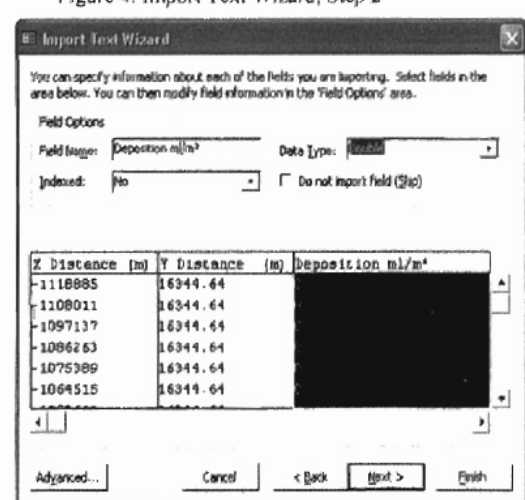 Figure 4. Import Text Wizard, Step 2
Import Text Wizard
You can specify information about each of the fields you are importing. Select fields in the
area below. You can then modify field information in the 'Field Options' area.
Field Options
Field Name: Deposition ml/m² Data Type: Double
Indexed: No Do not import field (Skip)
X Distance (m) Y Distance (m) Deposition ml/m²
-1118885 16344.64
-1108011 16344.64
-1097137 16344.64
-1086263 16344.64
-1075389 16344.64
-1064515 16344.64
Advanced... Cancel < Back Next > Finish